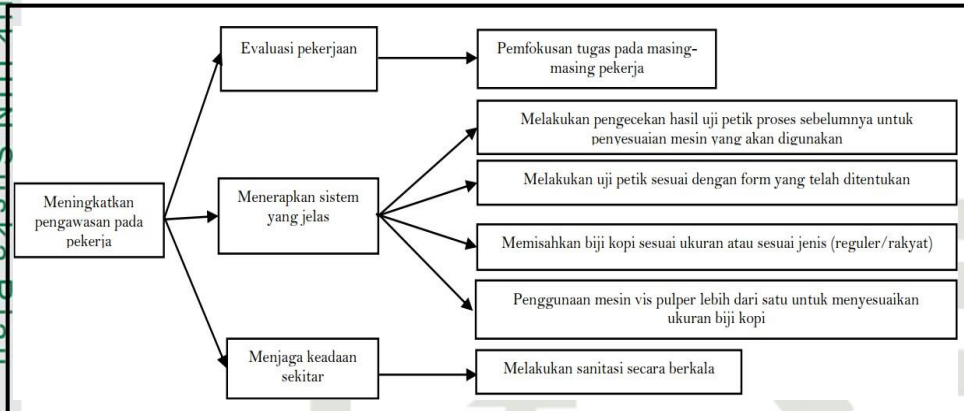 Evaluasi pekerjaan
Pemfokusan tugas pada masing-
masing pekerja
Meningkatkan
pengawasan pada
pekerja
Menerapkan sistem
yang jelas
Melakukan pengecekan hasil uji petik proses sebelumnya untuk
penyesuaian mesin yang akan digunakan
Melakukan uji petik sesuai dengan form yang telah ditentukan
Memisahkan biji kopi sesuai ukuran atau sesuai jenis (reguler/rakyat)
Penggunaan mesin vis pulper lebih dari satu untuk menyesuaikan
ukuran biji kopi
Menjaga keadaan
sekitar
Melakukan sanitasi secara berkala